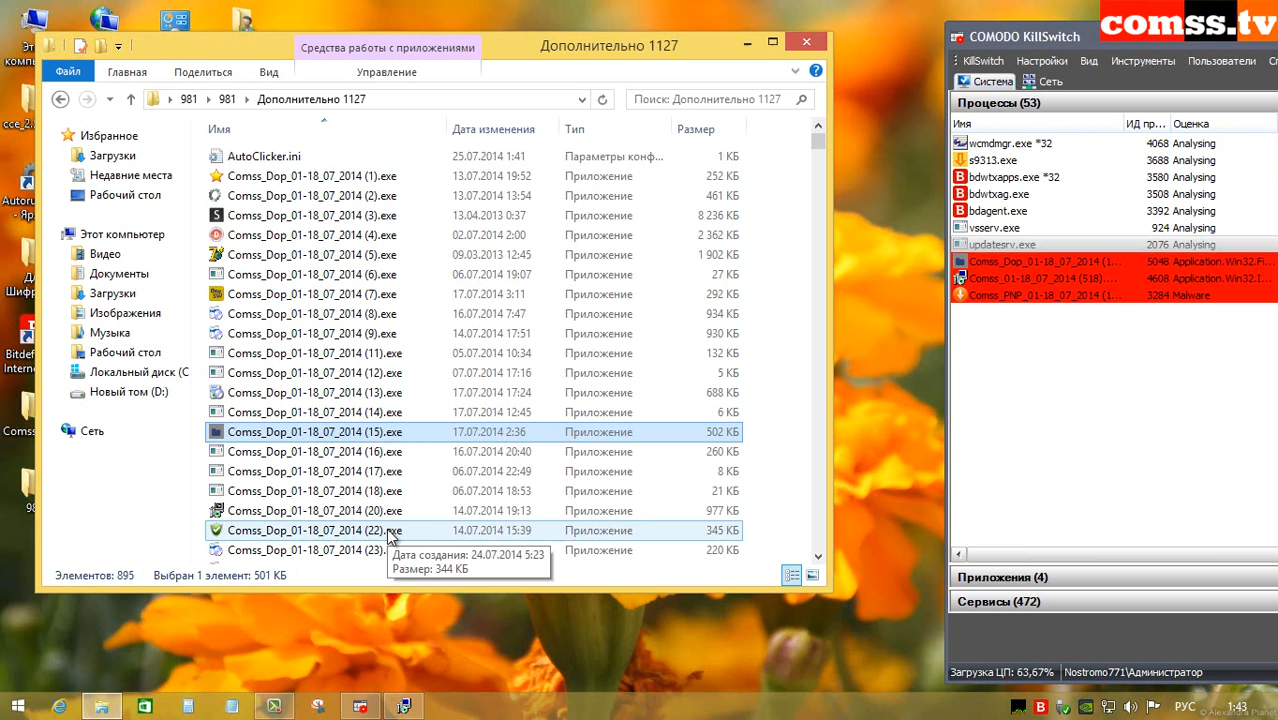 comss.tv
Средства работы с приложениями
Дополнительно 1127
Файл
Главная
Поделиться
Вид
Управление
981
981
Дополнительно 1127
Поиск: Дополнительно 1127
Избранное
Загрузки
Недавние места
Рабочий стол
Этот компьютер
Видео
Документы
Загрузки
Изображения
Музыка
Рабочий стол
Локальный диск (C
Новый том (D:)
Сеть
Имя Дата изменения Тип Размер
AutoClicker.ini 25.07.2014 1:41 Параметры конф... 1 КБ
Comss_Dop_01-18_07_2014 (1).exe 13.07.2014 19:52 Приложение 252 КБ
Comss_Dop_01-18_07_2014 (2).exe 13.07.2014 13:54 Приложение 461 КБ
Comss_Dop_01-18_07_2014 (3).exe 13.04.2013 0:37 Приложение 8 236 КБ
Comss_Dop_01-18_07_2014 (4).exe 02.07.2014 2:00 Приложение 2 362 КБ
Comss_Dop_01-18_07_2014 (5).exe 09.03.2013 12:45 Приложение 1 902 КБ
Comss_Dop_01-18_07_2014 (6).exe 06.07.2014 19:07 Приложение 27 КБ
Comss_Dop_01-18_07_2014 (7).exe 17.07.2014 3:11 Приложение 292 КБ
Comss_Dop_01-18_07_2014 (8).exe 16.07.2014 7:47 Приложение 934 КБ
Comss_Dop_01-18_07_2014 (9).exe 14.07.2014 17:51 Приложение 930 КБ
Comss_Dop_01-18_07_2014 (11).exe 05.07.2014 10:34 Приложение 132 КБ
Comss_Dop_01-18_07_2014 (12).exe 07.07.2014 17:16 Приложение 5 КБ
Comss_Dop_01-18_07_2014 (13).exe 17.07.2014 17:24 Приложение 688 КБ
Comss_Dop_01-18_07_2014 (14).exe 17.07.2014 12:45 Приложение 6 КБ
Comss_Dop_01-18_07_2014 (15).exe 17.07.2014 2:36 Приложение 502 КБ
Comss_Dop_01-18_07_2014 (16).exe 16.07.2014 20:40 Приложение 260 КБ
Comss_Dop_01-18_07_2014 (17).exe 06.07.2014 22:49 Приложение 8 КБ
Comss_Dop_01-18_07_2014 (18).exe 06.07.2014 18:53 Приложение 21 КБ
Comss_Dop_01-18_07_2014 (20).exe 14.07.2014 19:13 Приложение 977 КБ
Comss_Dop_01-18_07_2014 (22).exe 14.07.2014 15:39 Приложение 345 КБ
Comss_Dop_01-18_07_2014 (23). Приложение 220 КБ
Дата создания: 24.07.2014 5:23
Размер: 344 КБ
Элементов: 895 Выбран 1 элемент: 501 КБ
COMODO KillSwitch
KillSwitch Настройки Вид Инструменты Пользователи
Система Сеть
Процессы (53)
Имя ИД пр... Оценка
wcmdmgr.exe *32 4068 Analysing
s9313.exe 3688 Analysing
bdwtxapps.exe *32 3580 Analysing
bdwtxag.exe 3508 Analysing
bdagent.exe 3392 Analysing
vsserv.exe 924 Analysing
updatesrv.exe 2076 Analysing
Comss_Dop_01-18_07_2014 (1... 5048 Application.Win32.Fi...
Comss_01-18_07_2014 (518).... 4608 Application.Win32.I...
Comss_PNP_01-18_07_2014 (1... 3284 Malware
Приложения (4)
Сервисы (472)
Загрузка ЦП: 63,67% Nostromo771\Администратор
РУС 1:43